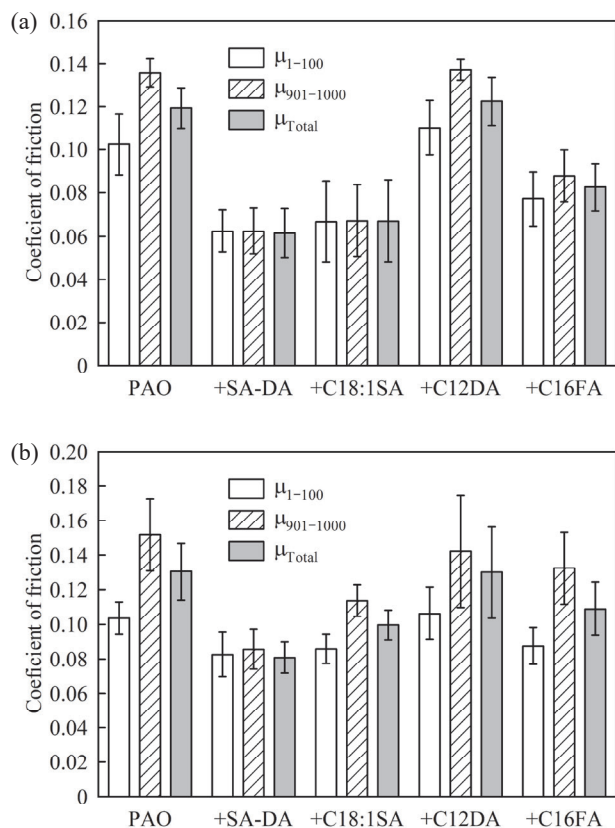 (a)
0.16
0.14
0.12
0.10
0.08
0.06
0.04
0.02
0
Coeficient of friction
μ1–100
μ901–1000
μTotal
PAO +SA-DA +C18:1SA +C12DA +C16FA
(b)
0.20
0.18
0.16
0.14
0.12
0.10
0.08
0.06
0.04
0.02
0
Coeficient of friction
μ1–100
μ901–1000
μTotal
PAO +SA-DA +C18:1SA +C12DA +C16FA